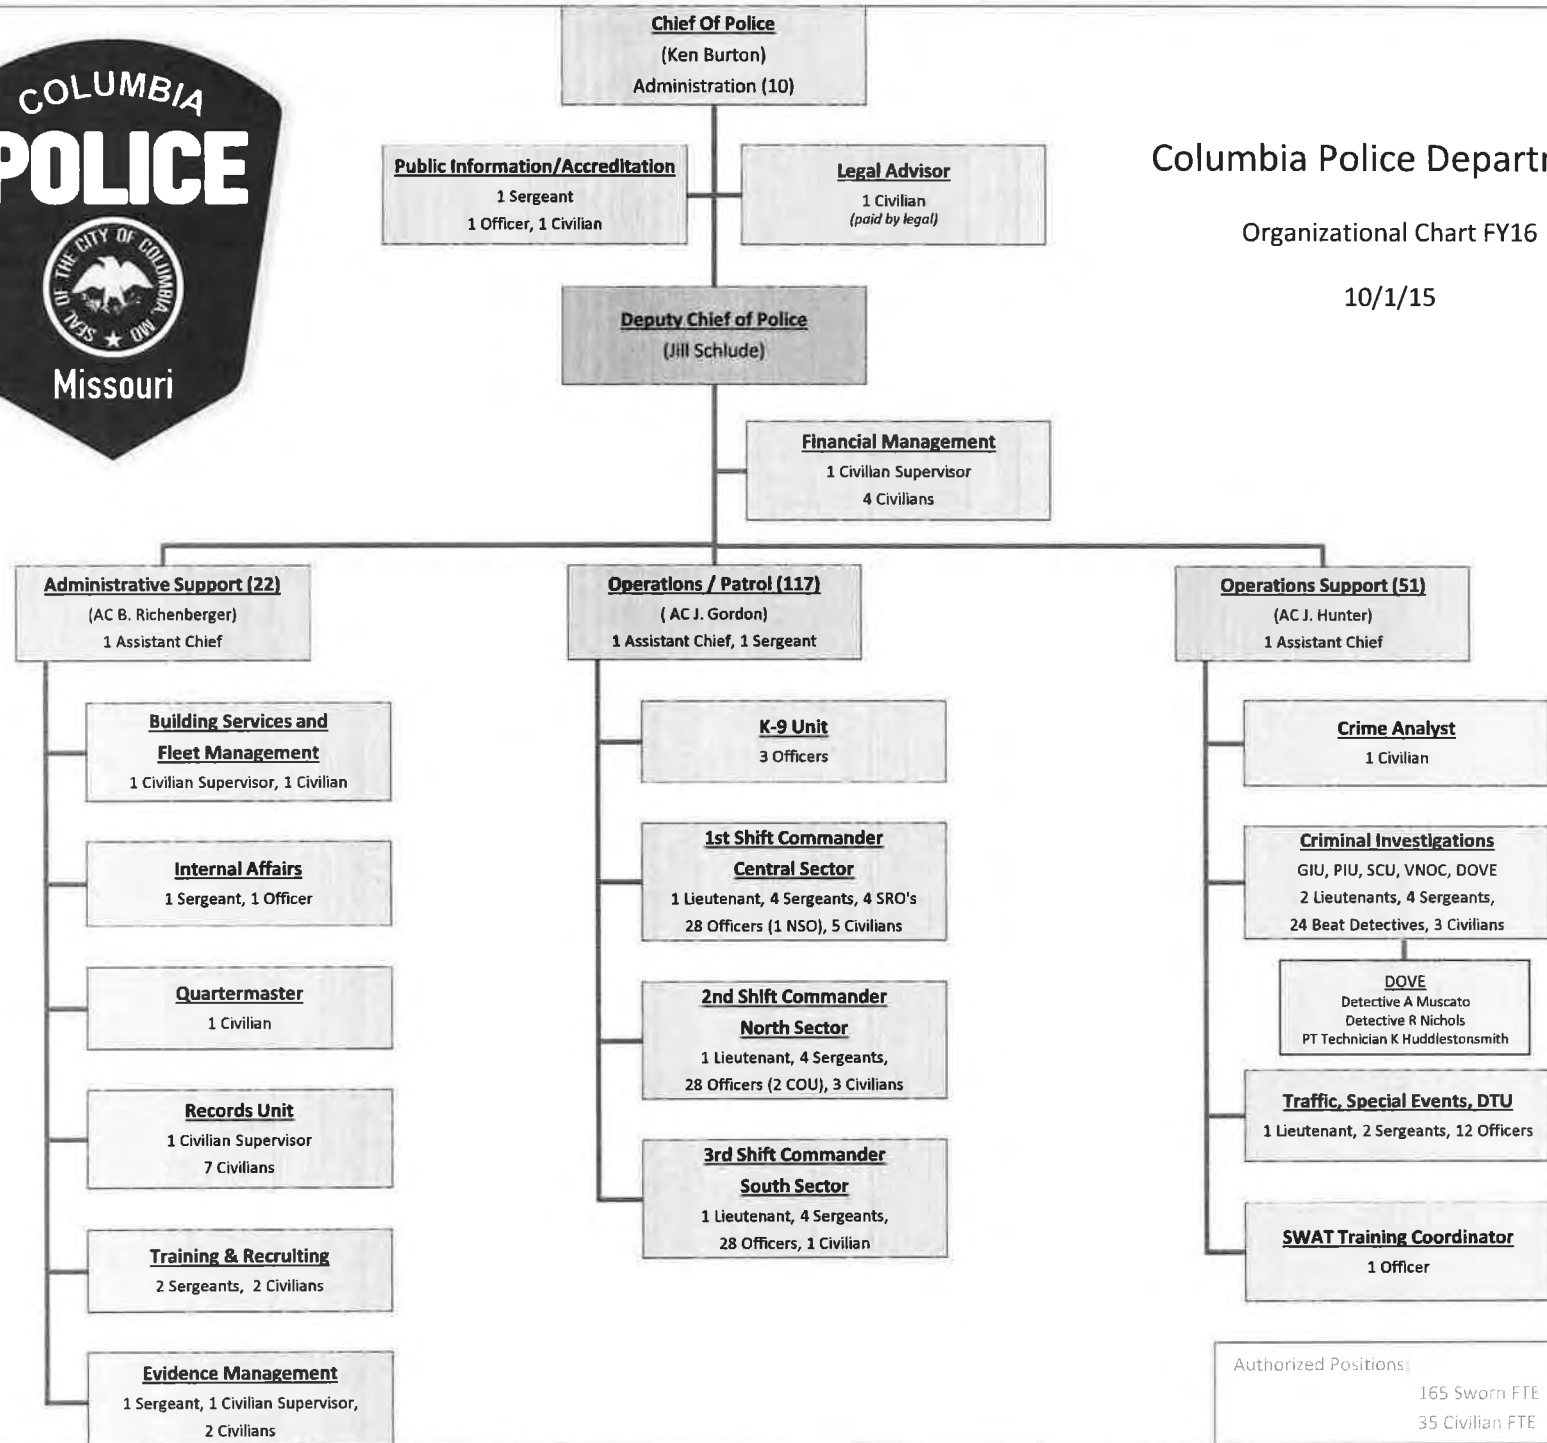 COLUMBIA
POLICE
SEAL OF THE CITY OF COLUMBIA, MO
Missouri
Chief Of Police
(Ken Burton)
Administration (10)
Public Information/Accreditation
1 Sergeant
1 Officer, 1 Civilian
Legal Advisor
1 Civilian
(paid by legal)
Columbia Police Departm
Organizational Chart FY16
10/1/15
Deputy Chief of Police
(Jill Schlude)
Financial Management
1 Civilian Supervisor
4 Civilians
Administrative Support (22)
(AC B. Richenberger)
1 Assistant Chief
Building Services and
Fleet Management
1 Civilian Supervisor, 1 Civilian
Internal Affairs
1 Sergeant, 1 Officer
Quartermaster
1 Civilian
Records Unit
1 Civilian Supervisor
7 Civilians
Training & Recruiting
2 Sergeants, 2 Civilians
Evidence Management
1 Sergeant, 1 Civilian Supervisor,
2 Civilians
Operations / Patrol (117)
( AC J. Gordon)
1 Assistant Chief, 1 Sergeant
K-9 Unit
3 Officers
1st Shift Commander
Central Sector
1 Lieutenant, 4 Sergeants, 4 SRO's
28 Officers (1 NSO), 5 Civilians
2nd Shift Commander
North Sector
1 Lieutenant, 4 Sergeants,
28 Officers (2 COU), 3 Civilians
3rd Shift Commander
South Sector
1 Lieutenant, 4 Sergeants,
28 Officers, 1 Civilian
Operations Support (51)
(AC J. Hunter)
1 Assistant Chief
Crime Analyst
1 Civilian
Criminal Investigations
GIU, PIU, SCU, VNOC, DOVE
2 Lieutenants, 4 Sergeants,
24 Beat Detectives, 3 Civilians
DOVE
Detective A Muscato
Detective R Nichols
PT Technician K Huddlestonsmith
Traffic, Special Events, DTU
1 Lieutenant, 2 Sergeants, 12 Officers
SWAT Training Coordinator
1 Officer
Authorized Positions:
165 Sworn FTE
35 Civilian FTE